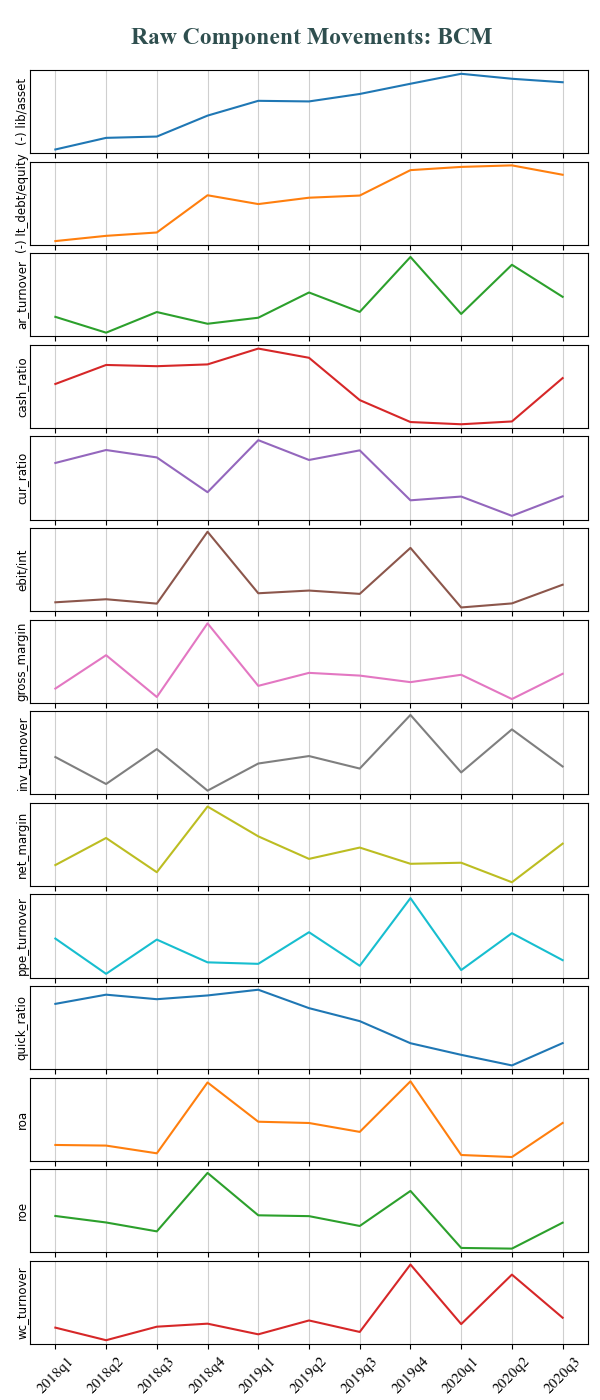 Raw Component Movements: BCM
(-) lib/asset
(-) lt_debt/equity
ar_turnover
cash_ratio
cur_ratio
ebit/int
gross_margin
inv_turnover
net_margin
ppe_turnover
quick_ratio
roa
roe
wc_turnover
2018q1 2018q2 2018q3 2018q4 2019q1 2019q2 2019q3 2019q4 2020q1 2020q2 2020q3